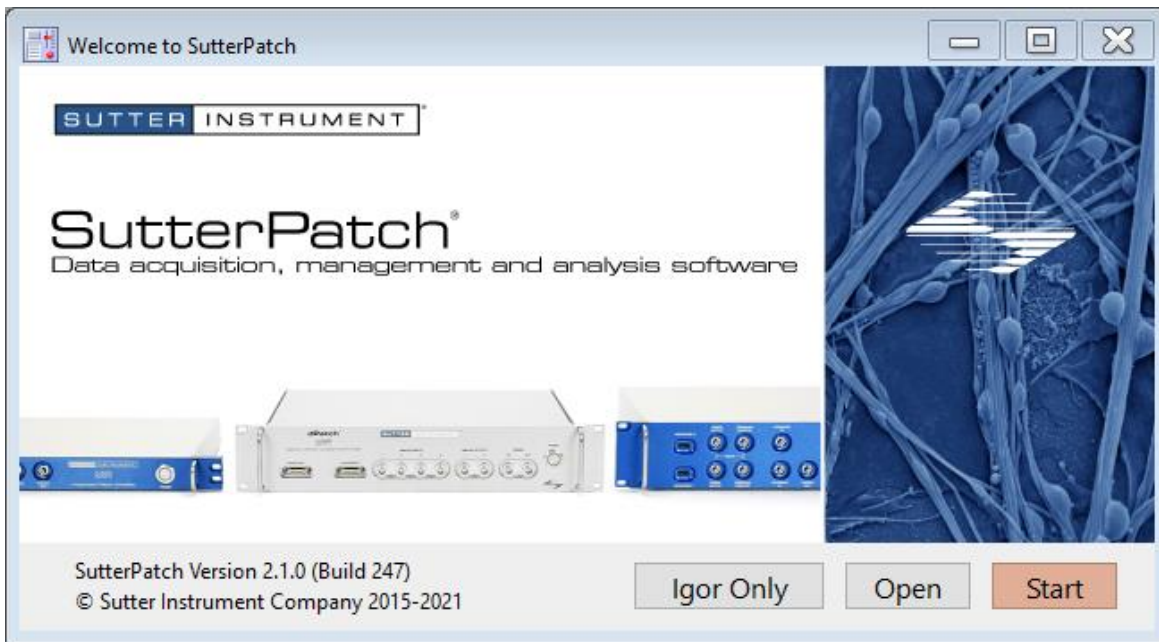 Welcome to SutterPatch
SUTTER INSTRUMENT®
SutterPatch®
Data acquisition, management and analysis software
dPatch
SutterPatch Version 2.1.0 (Build 247)
© Sutter Instrument Company 2015-2021
Igor Only
Open
Start